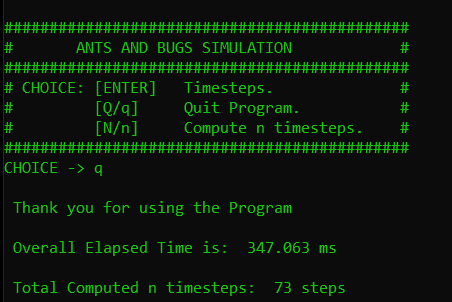 #############################################
#       ANTS AND BUGS SIMULATION            #
#############################################
# CHOICE: [ENTER]   Timesteps.              #
#         [Q/q]     Quit Program.           #
#         [N/n]     Compute n timesteps.    #
#############################################
CHOICE -> q
Thank you for using the Program
Overall Elapsed Time is:  347.063 ms
Total Computed n timesteps:  73 steps